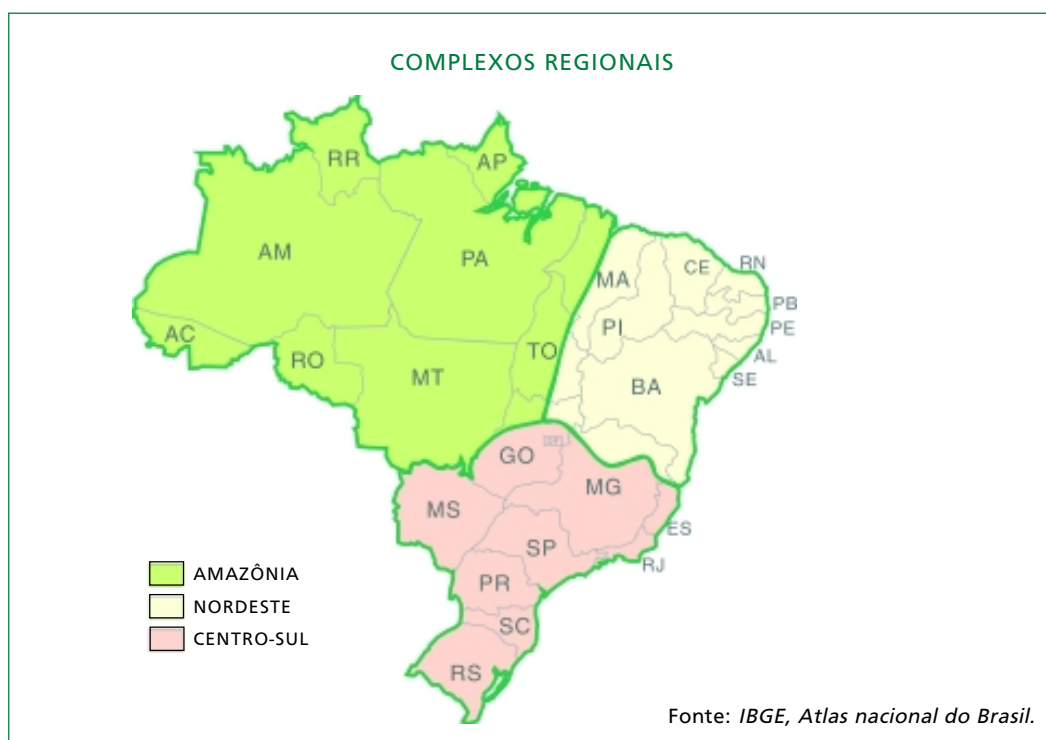 COMPLEXOS REGIONAIS
RR
AP
AM
PA
MA
CE
RN
PB
PI
PE
AC
TO
AL
RO
MT
SE
BA
DF
GO
MG
MS
ES
SP
RJ
PR
SC
RS
AMAZÔNIA
NORDESTE
CENTRO-SUL
Fonte: IBGE, Atlas nacional do Brasil.